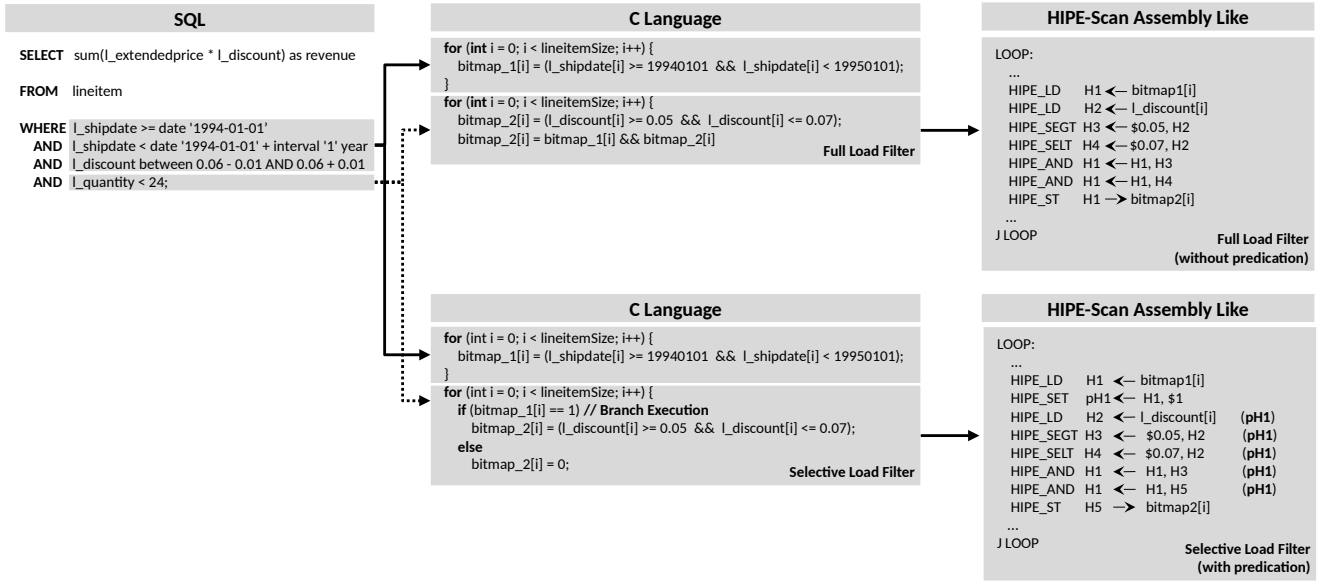 SQL
SELECT sum(l_extendedprice * l_discount) as revenue
FROM lineitem
WHERE l_shipdate >= date '1994-01-01'
AND l_shipdate < date '1994-01-01' + interval '1' year
AND l_discount between 0.06 - 0.01 AND 0.06 + 0.01
AND l_quantity < 24;
C Language
for (int i = 0; i < lineitemSize; i++) {
bitmap_1[i] = (l_shipdate[i] >= 19940101 && l_shipdate[i] < 19950101);
}
for (int i = 0; i < lineitemSize; i++) {
bitmap_2[i] = (l_discount[i] >= 0.05 && l_discount[i] <= 0.07);
bitmap_2[i] = bitmap_1[i] && bitmap_2[i]
Full Load Filter
HIPE-Scan Assembly Like
LOOP:
...
HIPE_LD H1 ← bitmap1[i]
HIPE_LD H2 ← l_discount[i]
HIPE_SEGT H3 ← $0.05, H2
HIPE_SELT H4 ← $0.07, H2
HIPE_AND H1 ← H1, H3
HIPE_AND H1 ← H1, H4
HIPE_ST H1 → bitmap2[i]
...
J LOOP
Full Load Filter
(without predication)
C Language
for (int i = 0; i < lineitemSize; i++) {
bitmap_1[i] = (l_shipdate[i] >= 19940101 && l_shipdate[i] < 19950101);
}
for (int i = 0; i < lineitemSize; i++) {
if (bitmap_1[i] == 1) // Branch Execution
bitmap_2[i] = (l_discount[i] >= 0.05 && l_discount[i] <= 0.07);
else
bitmap_2[i] = 0;
Selective Load Filter
HIPE-Scan Assembly Like
LOOP:
...
HIPE_LD H1 ← bitmap1[i]
HIPE_SET pH1 ← H1, $1
HIPE_LD H2 ← l_discount[i] (pH1)
HIPE_SEGT H3 ← $0.05, H2 (pH1)
HIPE_SELT H4 ← $0.07, H2 (pH1)
HIPE_AND H1 ← H1, H3 (pH1)
HIPE_AND H1 ← H1, H5 (pH1)
HIPE_ST H5 → bitmap2[i]
...
J LOOP
Selective Load Filter
(with predication)